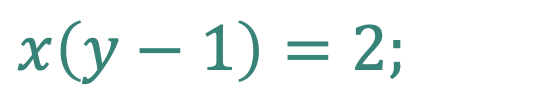 x(y − 1) = 2;